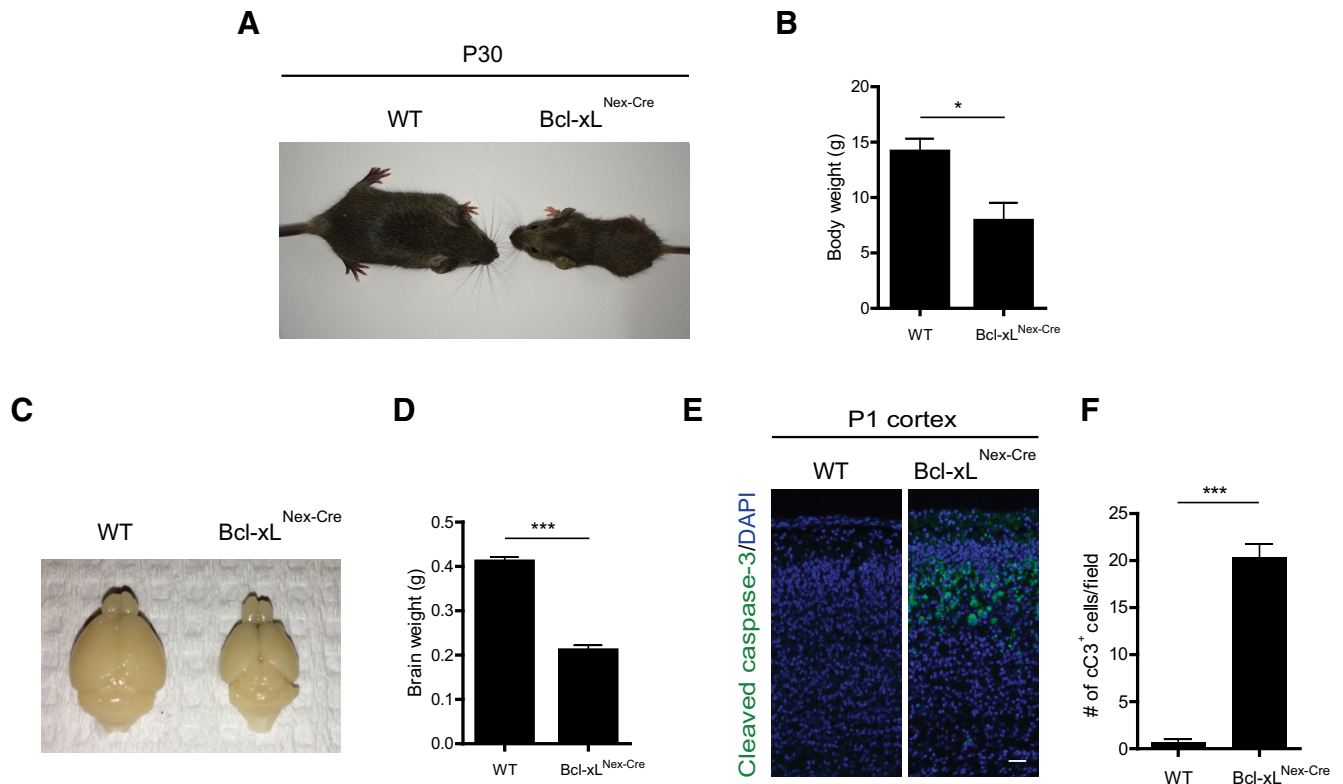 A
P30
WT Bcl-xL Nex-Cre
B
20
15
10
5
0
Body weight (g)
*
WT Bcl-xL Nex-Cre
C
WT Bcl-xL Nex-Cre
D
0.5
0.4
0.3
0.2
0.1
0.0
Brain weight (g)
***
WT Bcl-xL Nex-Cre
E
P1 cortex
WT Bcl-xL Nex-Cre
Cleaved caspase-3/DAPI
F
25
20
15
10
5
0
# of cC3+ cells/field
***
WT Bcl-xL Nex-Cre